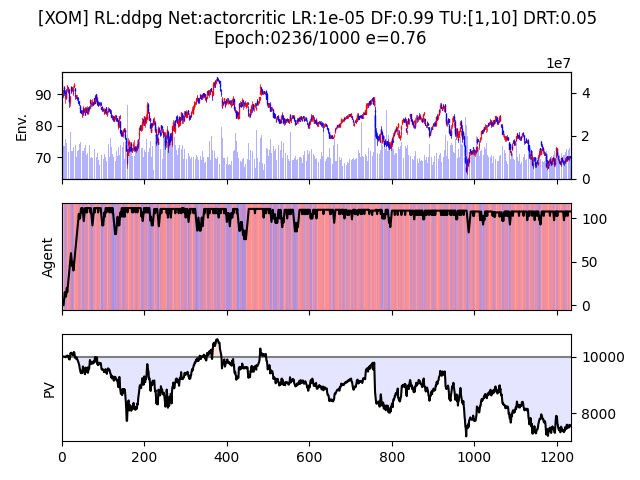 [XOM] RL:ddpg Net:actorcritic LR:1e-05 DF:0.99 TU:[1,10] DRT:0.05
Epoch:0236/1000 e=0.76
1e7
Env.
90
80
70
4
2
0
Agent
100
50
0
PV
10000
8000
0 200 400 600 800 1000 1200